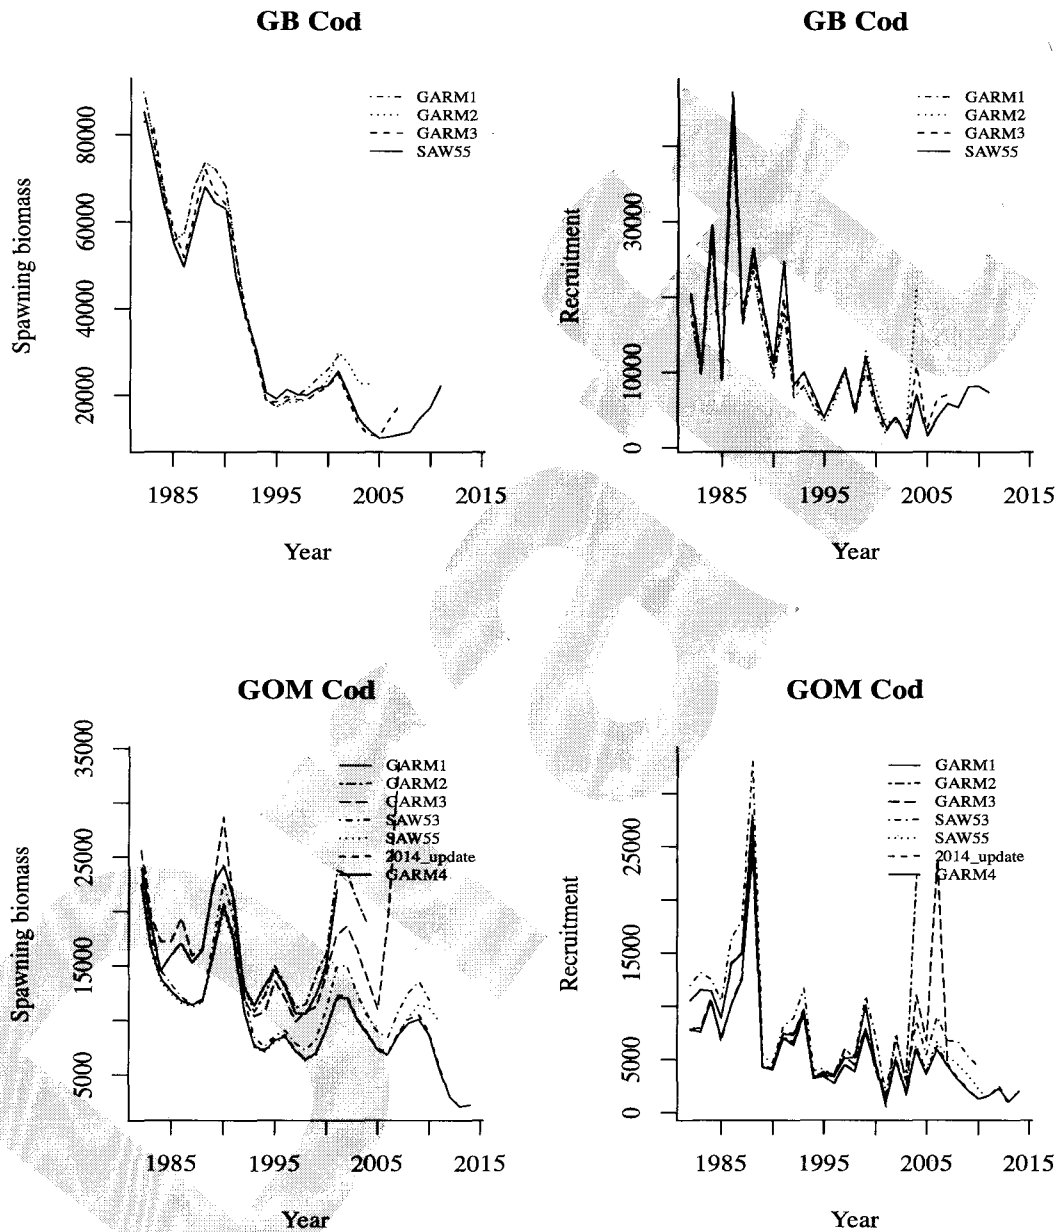 GB Cod
Spawning biomass
80000
60000
40000
20000
GARM1
GARM2
GARM3
SAW55
1985 1995 2005 2015
Year
GB Cod
Recruitment
30000
10000
0
GARM1
GARM2
GARM3
SAW55
1985 1995 2005 2015
Year
GOM Cod
Spawning biomass
35000
25000
15000
5000
GARM1
GARM2
GARM3
SAW53
SAW55
2014_update
GARM4
1985 1995 2005 2015
Year
GOM Cod
Recruitment
25000
15000
5000
0
GARM1
GARM2
GARM3
SAW53
SAW55
2014_update
GARM4
1985 1995 2005 2015
Year